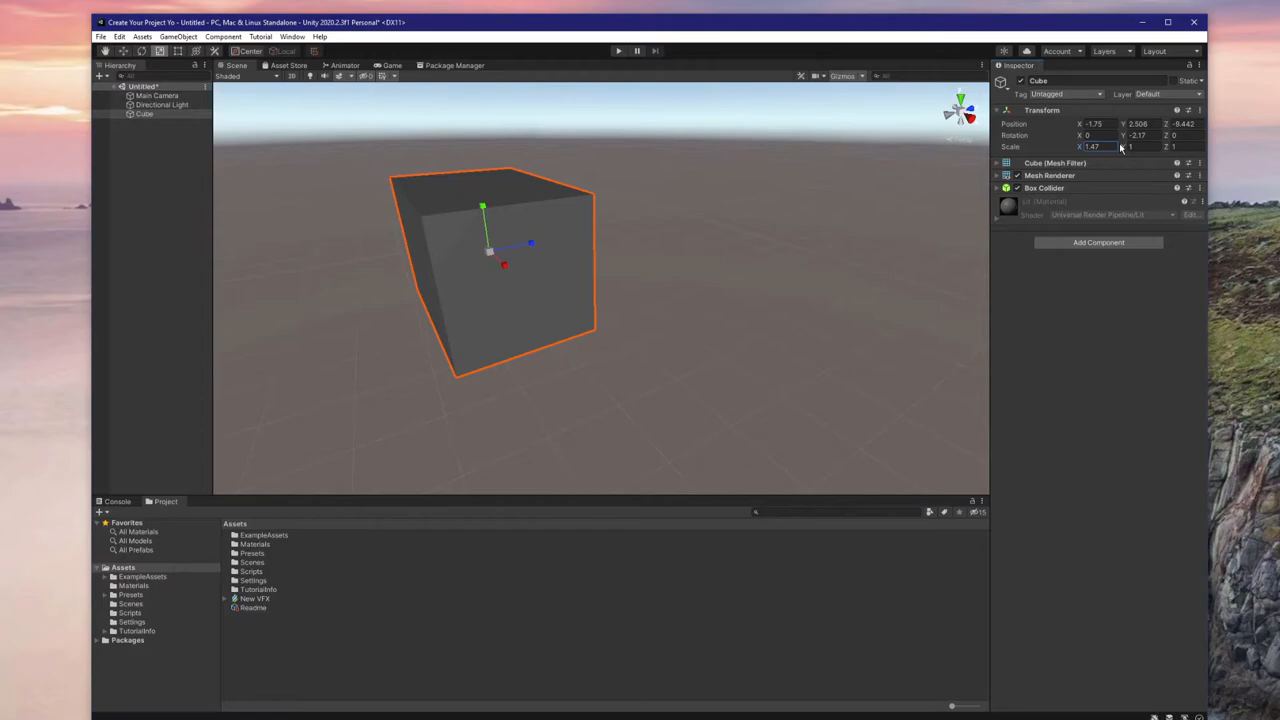 Create Your Project Yo - Untitled - PC, Mac & Linux Standalone - Unity 2020.2.3f1 Personal* <DX11>
File Edit Assets GameObject Component Tutorial Window Help
Center Local Account Layers Layout
Hierarchy Scene Asset Store Animator Game Package Manager Inspector
All Shaded 2D Gizmos All Cube Static
Untitled* Tag Untagged Layer Default
Main Camera
Directional Light Transform
Cube
Position X -1.75 Y 2.506 Z -9.442
Rotation X 0 Y -2.17 Z 0
Scale X 1.47 1 Z 1
Cube (Mesh Filter)
Mesh Renderer
Box Collider
Lit (Material)
Shader Universal Render Pipeline/Lit Edit...
Add Component
Console Project
15
Favorites Assets
All Materials ExampleAssets
All Models Materials
All Prefabs Presets
Scenes
Assets Scripts
ExampleAssets Settings
Materials TutorialInfo
Presets New VFX
Scenes Readme
Scripts
Settings
TutorialInfo
Packages